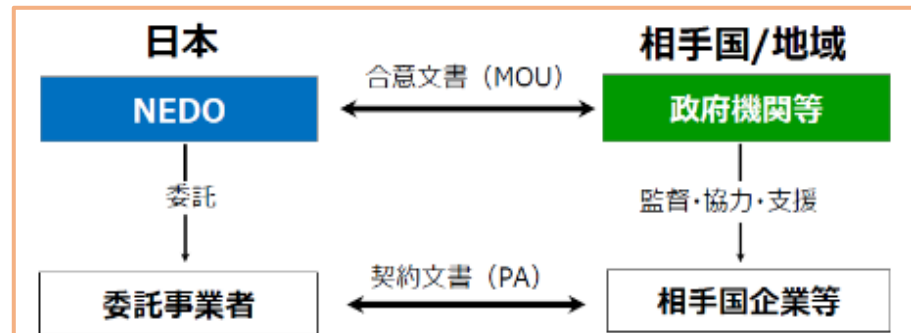 日本
相手国/地域
合意文書（MOU）
NEDO
政府機関等
委託
監督・協力・支援
契約文書（PA）
委託事業者
相手国企業等